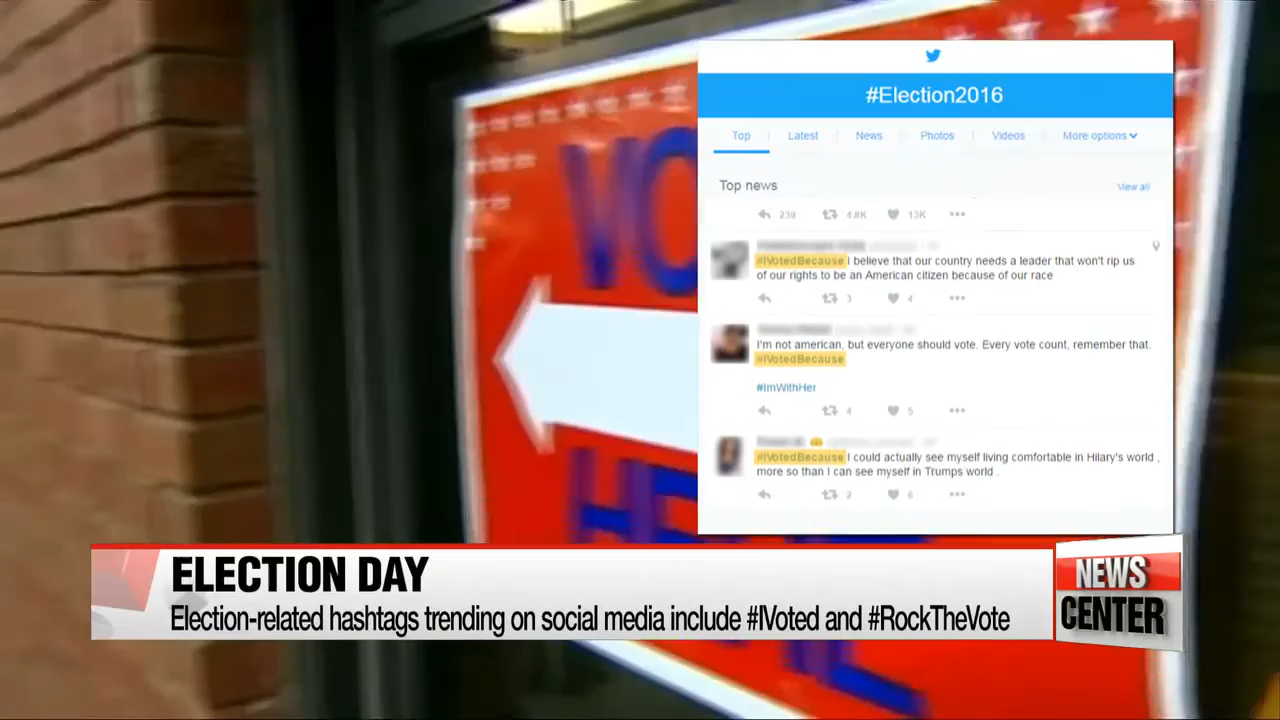 VO
HE
#Election2016
Top
Latest
News
Photos
Videos
More options
Top news
View all
239
4.8K
13K
#IVotedBecause I believe that our country needs a leader that won't rip us
of our rights to be an American citizen because of our race
3
4
I'm not american, but everyone should vote. Every vote count, remember that.
#IVotedBecause
#ImWithHer
4
5
#IVotedBecause I could actually see myself living comfortable in Hilary's world ,
more so than I can see myself in Trumps world .
2
6
ELECTION DAY
Election-related hashtags trending on social media include #IVoted and #RockTheVote
NEWS
CENTER